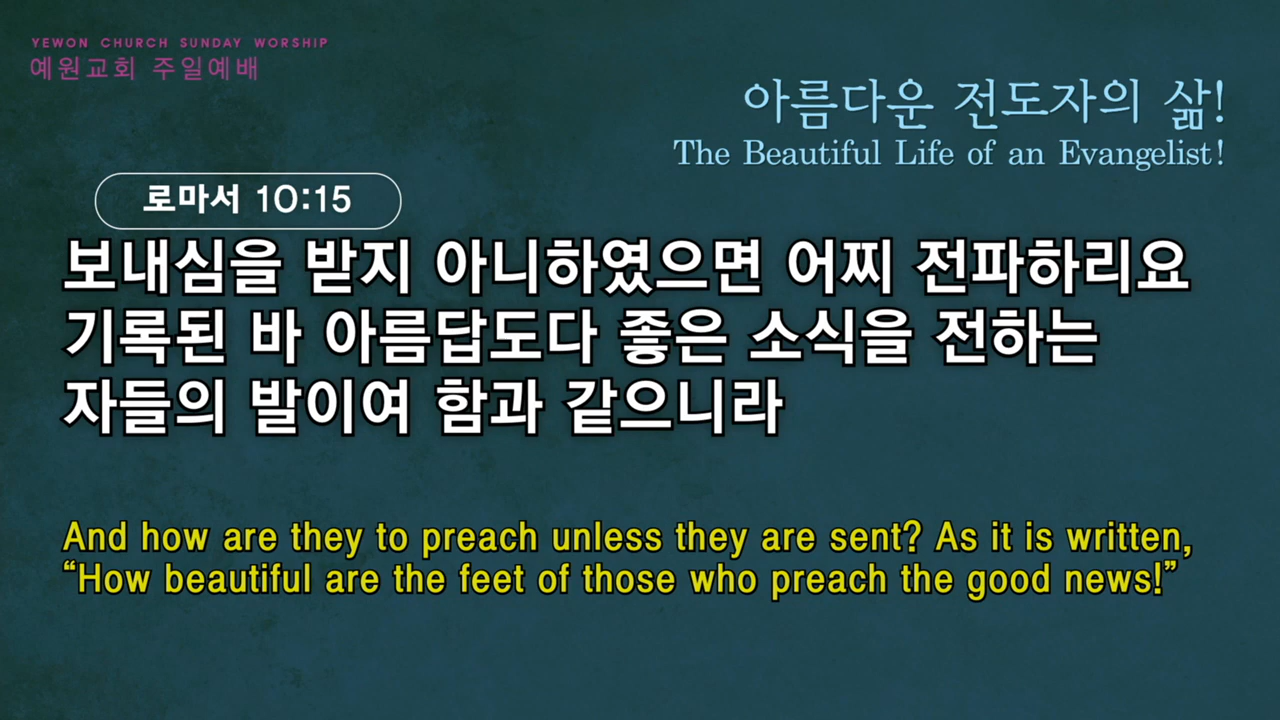 YEWON CHURCH SUNDAY WORSHIP
예원교회 주일예배
아름다운 전도자의 삶!
The Beautiful Life of an Evangelist!
로마서 10:15
보내심을 받지 아니하였으면 어찌 전파하리요
기록된 바 아름답도다 좋은 소식을 전하는
자들의 발이여 함과 같으니라
And how are they to preach unless they are sent? As it is written,
“How beautiful are the feet of those who preach the good news!”